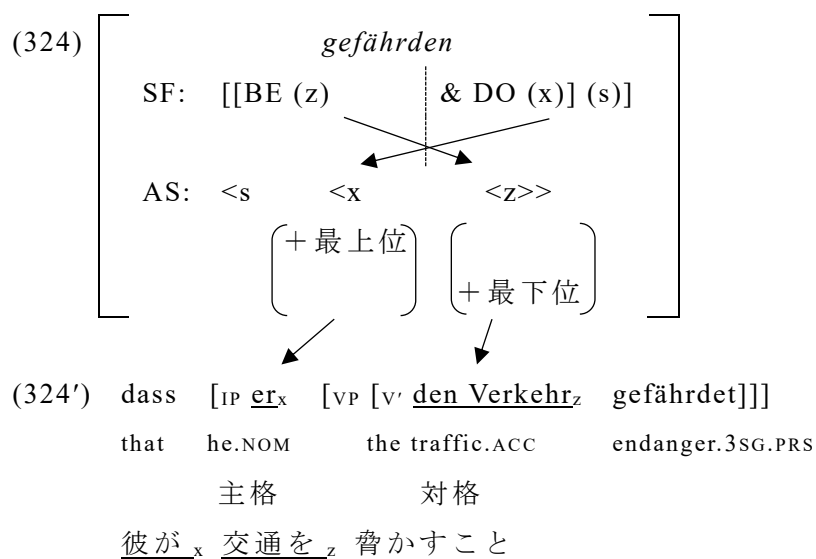 (324) gefährden
SF: [[BE (z) & DO (x)] (s)]
AS: <s <x <z>>
＋最上位
＋最下位
(324′) dass [IP erx [VP [V′ den Verkehrz gefährdet]]]
that he.NOM the traffic.ACC endanger.3SG.PRS
主格 対格
彼が x 交通を z 脅かすこと